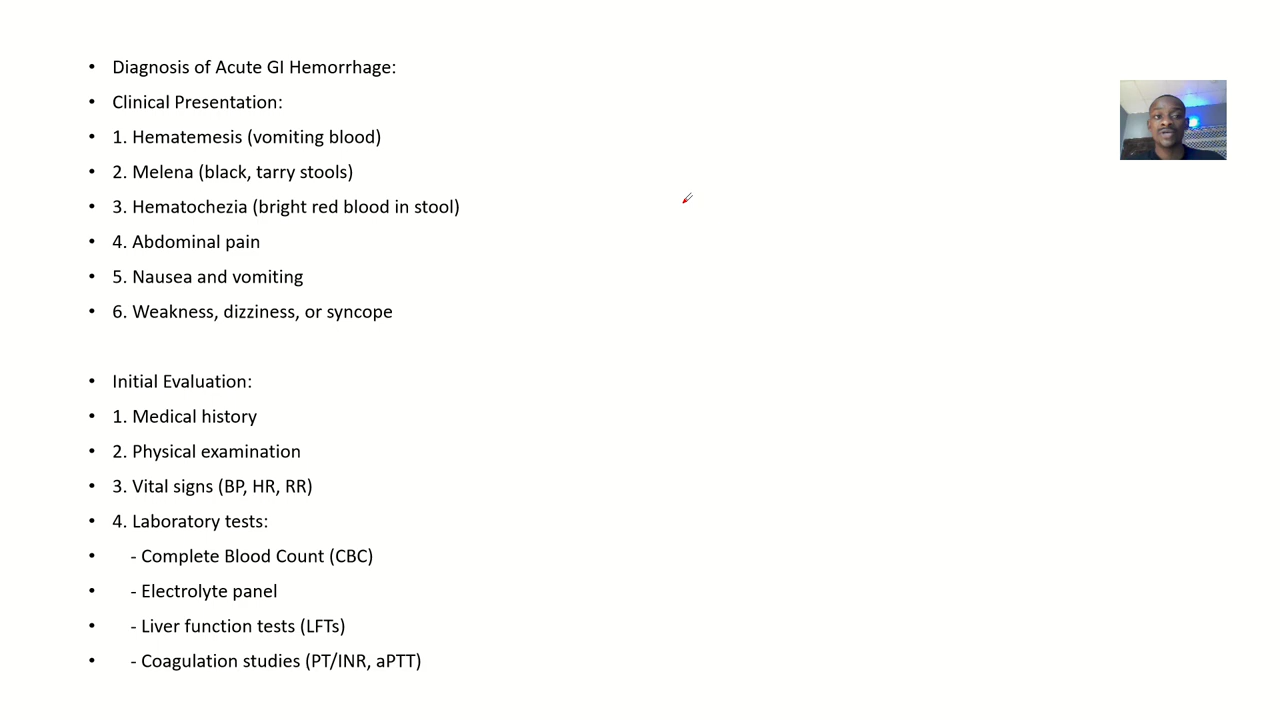 • Diagnosis of Acute GI Hemorrhage:
• Clinical Presentation:
• 1. Hematemesis (vomiting blood)
• 2. Melena (black, tarry stools)
• 3. Hematochezia (bright red blood in stool)
• 4. Abdominal pain
• 5. Nausea and vomiting
• 6. Weakness, dizziness, or syncope
• Initial Evaluation:
• 1. Medical history
• 2. Physical examination
• 3. Vital signs (BP, HR, RR)
• 4. Laboratory tests:
• - Complete Blood Count (CBC)
• - Electrolyte panel
• - Liver function tests (LFTs)
• - Coagulation studies (PT/INR, aPTT)